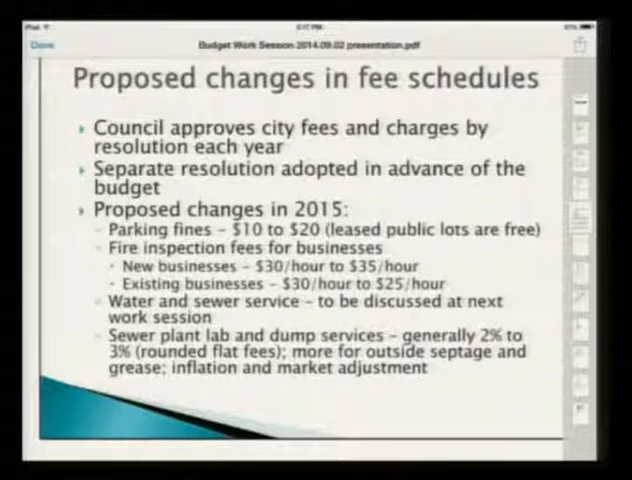 Done
Budget Work Session 2014.09.02 presentation.pdf
Proposed changes in fee schedules
Council approves city fees and charges by
resolution each year
Separate resolution adopted in advance of the
budget
Proposed changes in 2015:
Parking fines – $10 to $20 (leased public lots are free)
Fire inspection fees for businesses
New businesses – $30/hour to $35/hour
Existing businesses – $30/hour to $25/hour
Water and sewer service – to be discussed at next
work session
Sewer plant lab and dump services – generally 2% to
3% (rounded flat fees); more for outside septage and
grease; inflation and market adjustment